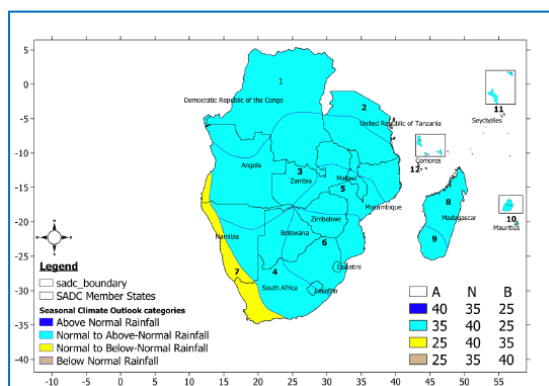 5
0
−5
−10
−15
−20
−25
−30
−35
−40
−10 −5 0 5 10 15 20 25 30 35 40 45 50 55 60
1
Democratic Republic of the Congo
2
United Republic of Tanzania
11
Seychelles
Comoros
12
Angola
3
Zambia
Malawi
5
Mozambique
8
Madagascar
10
Mauritius
Zimbabwe
Namibia
Botswana
6
9
7
4
Eswatini
South Africa
Lesotho
Legend
sadc_boundary
SADC Member States
Seasonal Climate Outlook categories
Above Normal Rainfall
Normal to Above-Normal Rainfall
Normal to Below-Normal Rainfall
Below Normal Rainfall
A N B
40 35 25
35 40 25
25 40 35
25 35 40